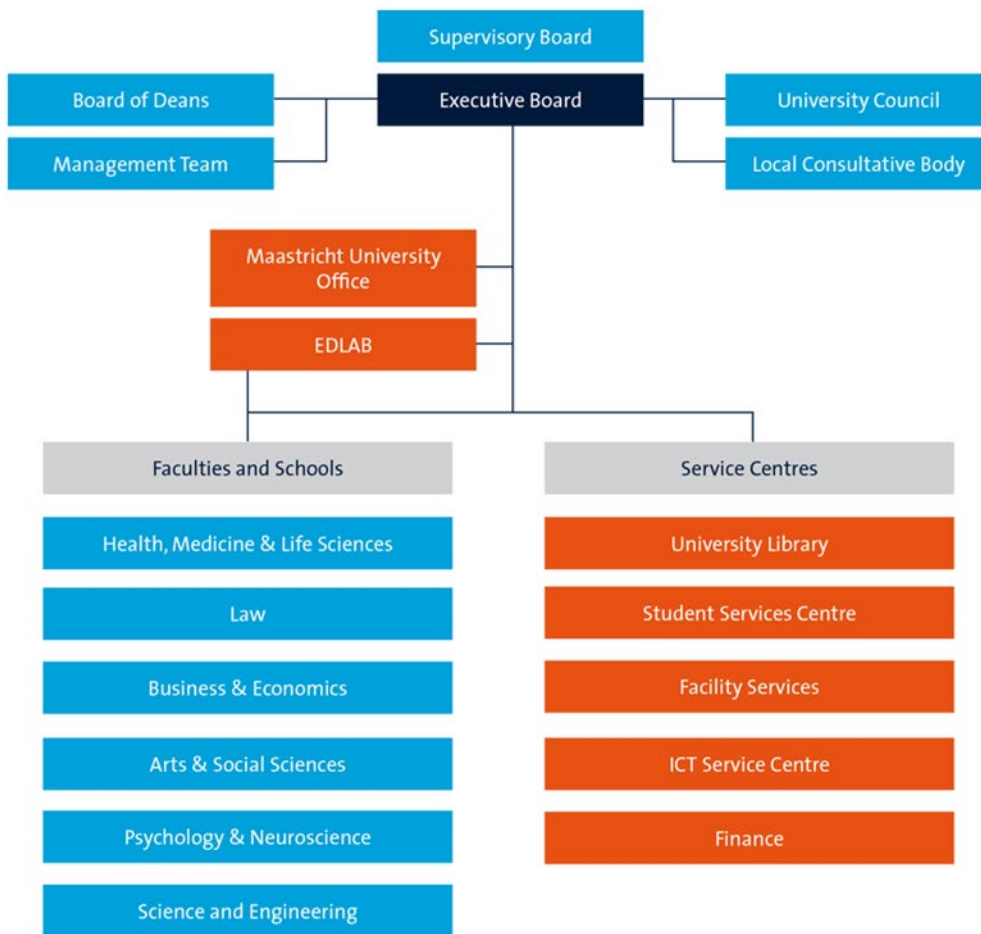 Supervisory Board
Board of Deans
Executive Board
University Council
Management Team
Local Consultative Body
Maastricht University
Office
EDLAB
Faculties and Schools
Service Centres
Health, Medicine & Life Sciences
University Library
Law
Student Services Centre
Business & Economics
Facility Services
Arts & Social Sciences
ICT Service Centre
Psychology & Neuroscience
Finance
Science and Engineering